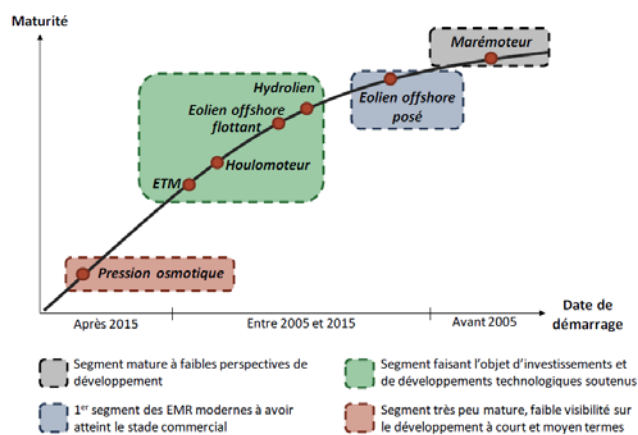 Maturité
Marémoteur
Hydrolien
Eolien offshore
flottant
Eolien offshore
posé
Houlomoteur
ETM
Pression osmotique
Après 2015
Entre 2005 et 2015
Avant 2005
Date de
démarrage
Segment mature à faibles perspectives de
développement
Segment faisant l'objet d'investissements et
de développements technologiques soutenus
1er segment des EMR modernes à avoir
atteint le stade commercial
Segment très peu mature, faible visibilité sur
le développement à court et moyen termes